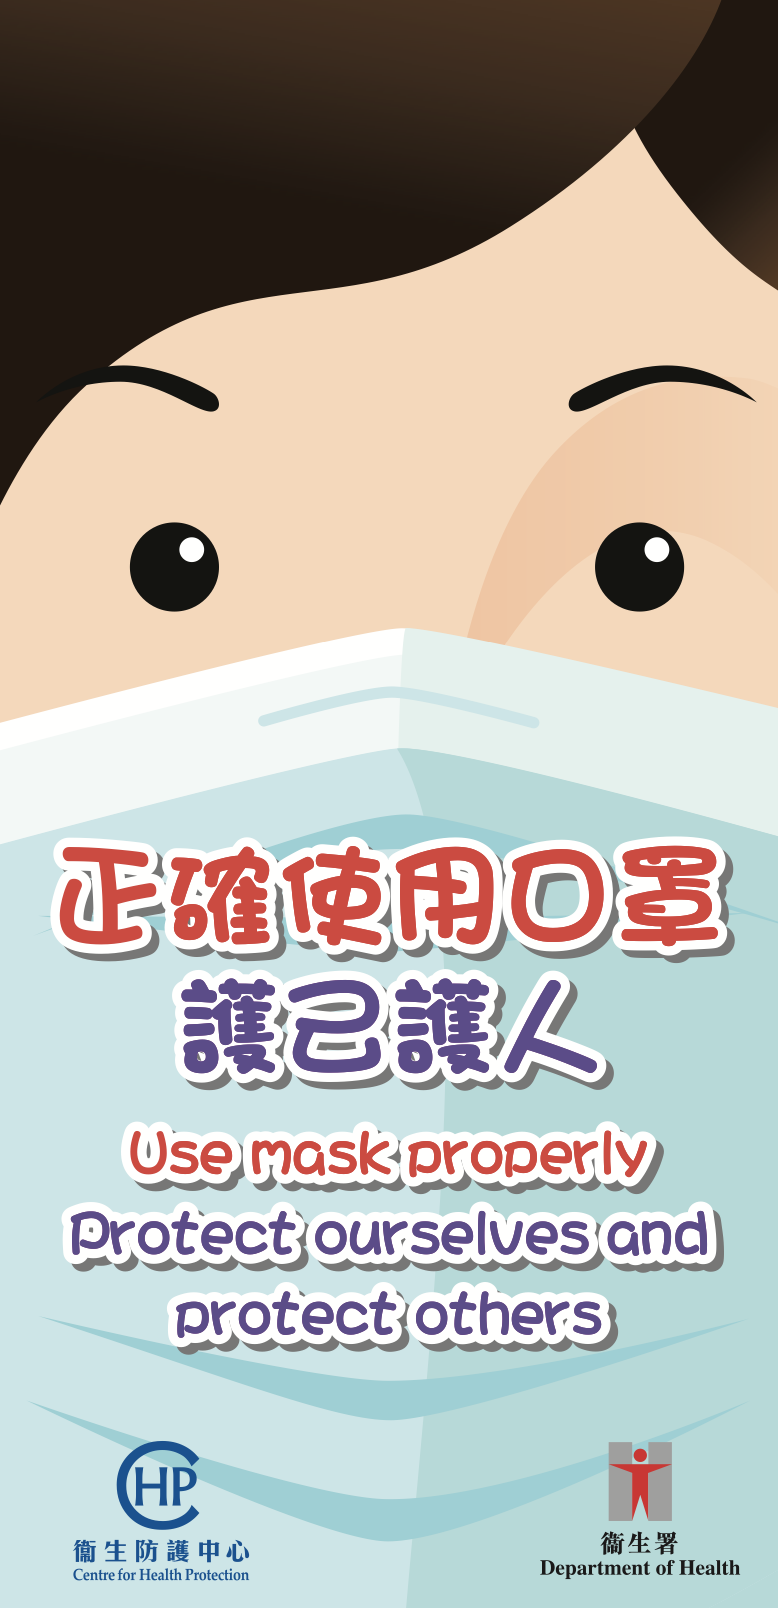 正確使用口罩
護己護人
Use mask properly
Protect ourselves and
protect others
CHP
衞生防護中心
Centre for Health Protection
衞生署
Department of Health